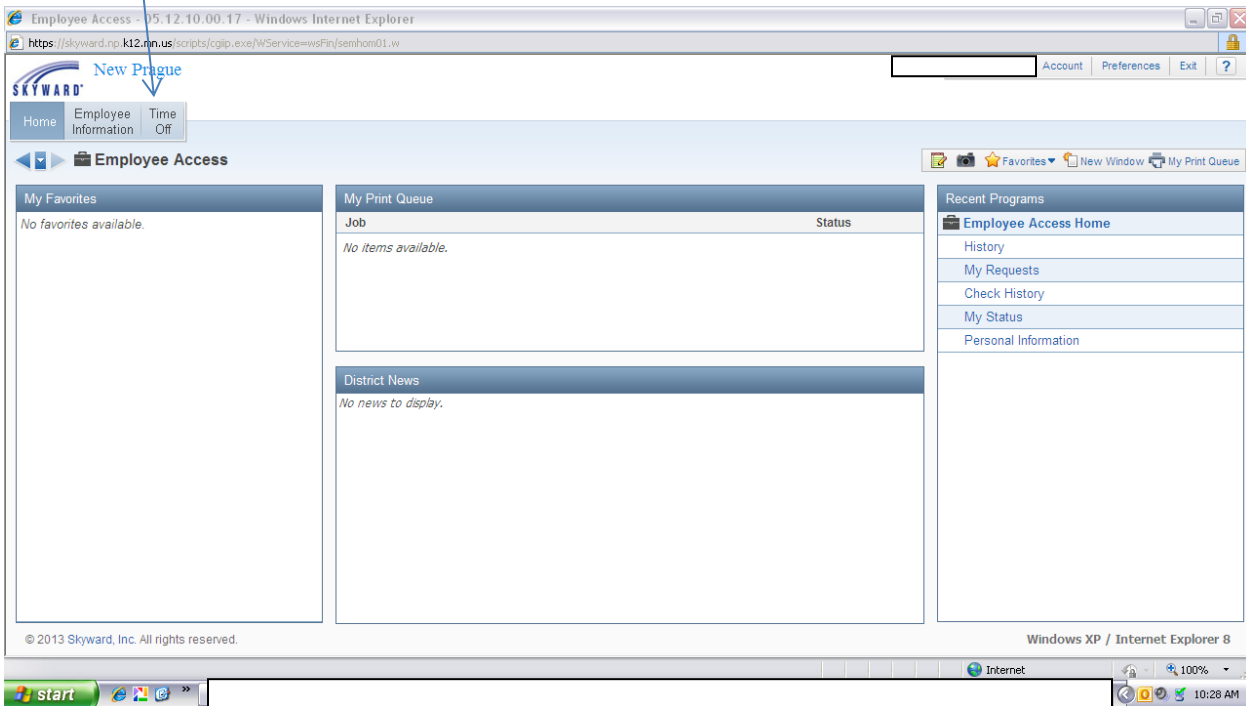 Employee Access - 05.12.10.00.17 - Windows Internet Explorer
https://skyward.np.k12.mn.us/scripts/cgiip.exe/WService=wsFin/semhom01.w
SKYWARD®
New Prague
Account Preferences Exit ?
Home Employee Information Time Off
Employee Access
Favorites New Window My Print Queue
My Favorites
No favorites available.
My Print Queue
Job Status
No items available.
District News
No news to display.
Recent Programs
Employee Access Home
History
My Requests
Check History
My Status
Personal Information
© 2013 Skyward, Inc. All rights reserved.
Windows XP / Internet Explorer 8
Internet 100%
start » 10:28 AM